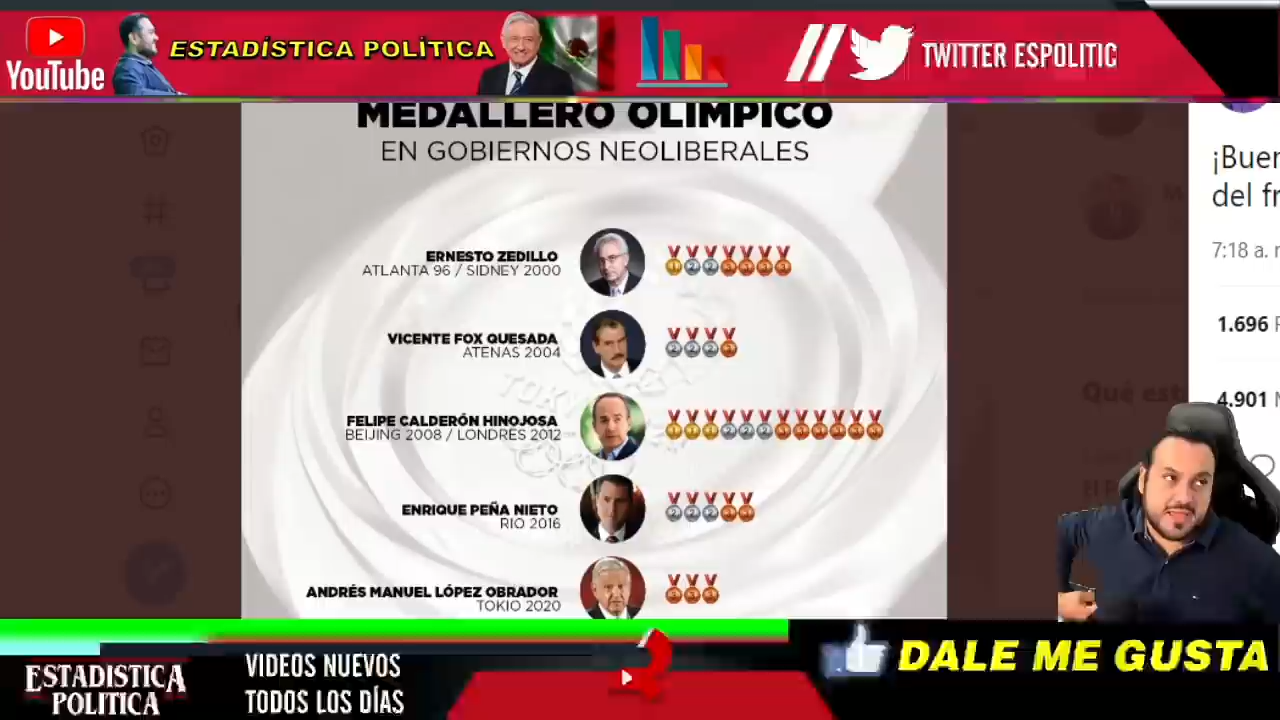 YouTube
ESTADÍSTICA POLÍTICA
TWITTER ESPOLITIC
MEDALLERO OLÍMPICO
EN GOBIERNOS NEOLIBERALES
ERNESTO ZEDILLO
ATLANTA 96 / SIDNEY 2000
VICENTE FOX QUESADA
ATENAS 2004
FELIPE CALDERÓN HINOJOSA
BEIJING 2008 / LONDRES 2012
ENRIQUE PEÑA NIETO
RIO 2016
ANDRÉS MANUEL LÓPEZ OBRADOR
TOKIO 2020
¡Buen
del fr
7:18 a.
1.696
4.901
Qué est
ESTADISTICA
POLITICA
VIDEOS NUEVOS
TODOS LOS DÍAS
DALE ME GUSTA